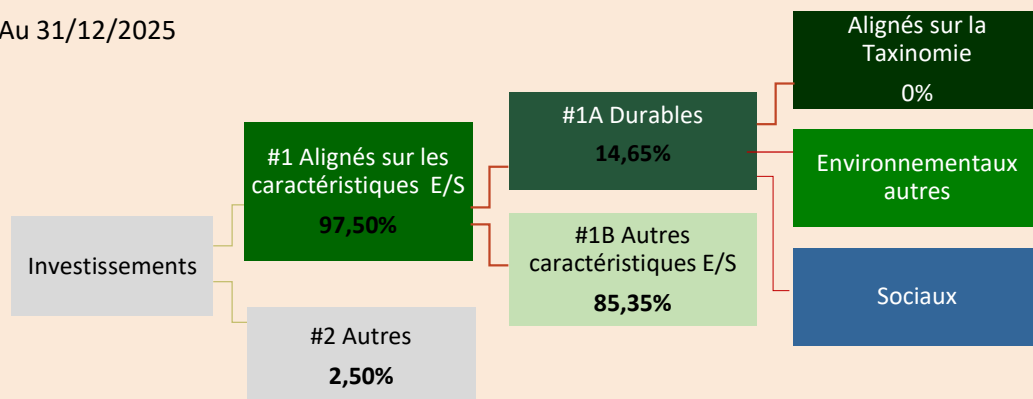 Au 31/12/2025
Investissements
#1 Alignés sur les
caractéristiques E/S
97,50%
#2 Autres
2,50%
#1A Durables
14,65%
#1B Autres
caractéristiques E/S
85,35%
Alignés sur la
Taxinomie
0%
Environnementaux
autres
Sociaux